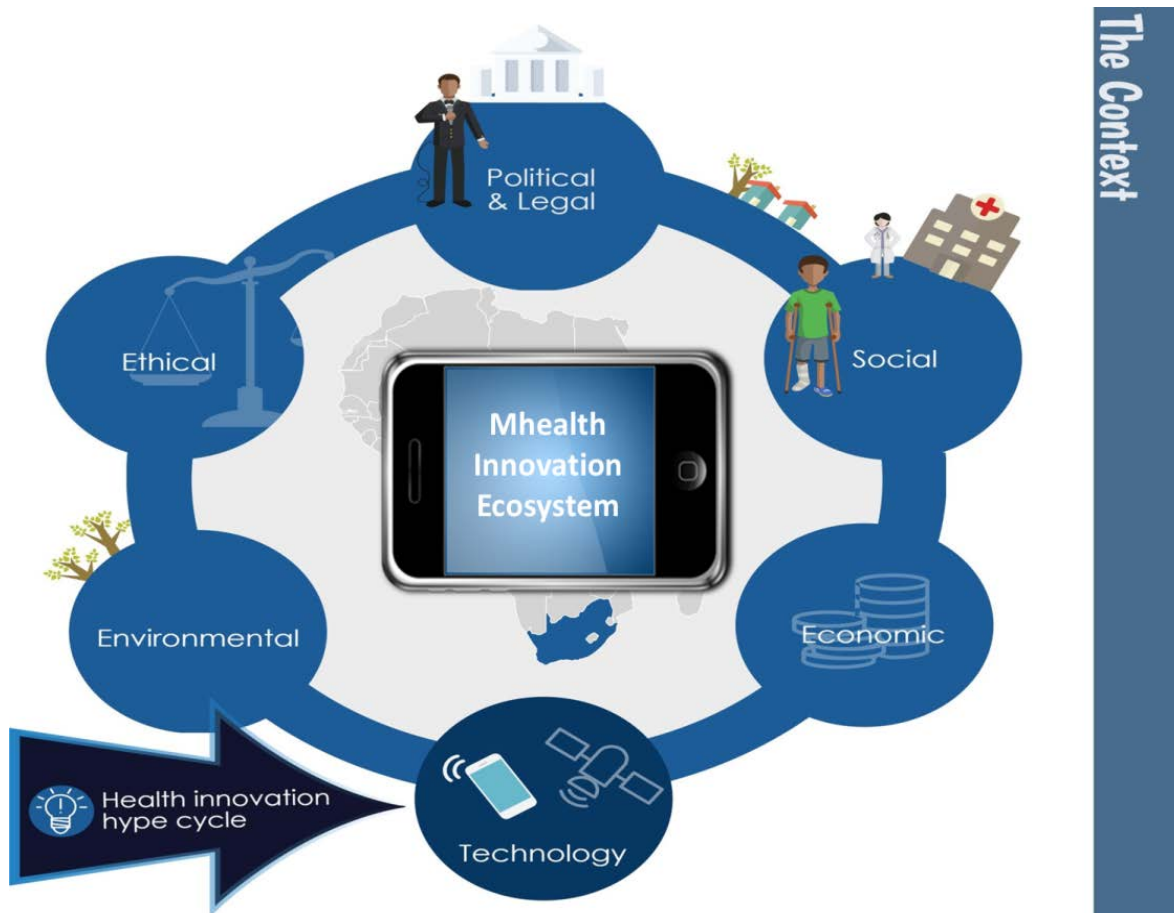 The Context
Political
& Legal
Ethical
Social
Mhealth
Innovation
Ecosystem
Environmental
Economic
Health innovation
hype cycle
Technology